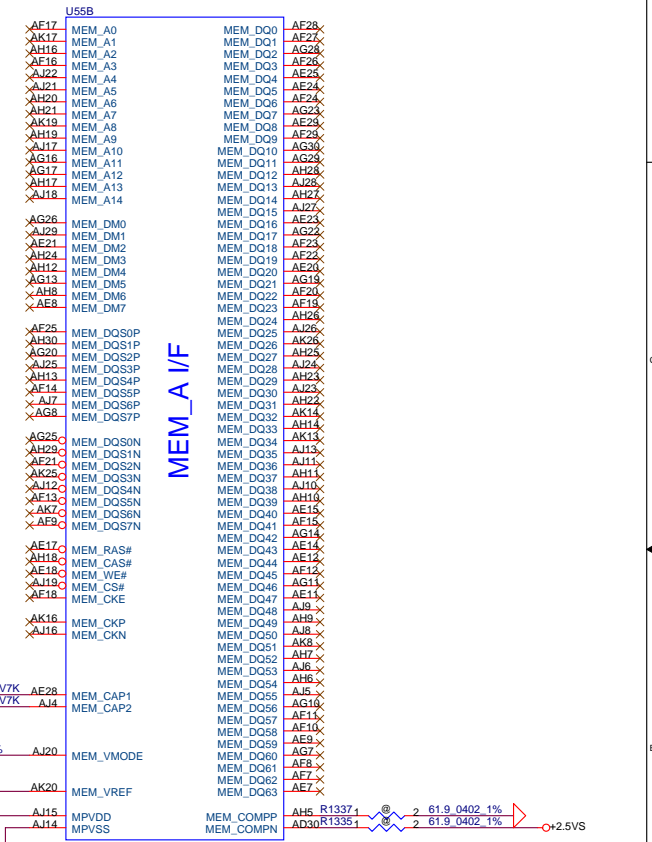 U55B
AF17 MEM_A0 MEM_DQ0 AF28
AK17 MEM_A1 MEM_DQ1 AF27
AH16 MEM_A2 MEM_DQ2 AG28
AF16 MEM_A3 MEM_DQ3 AF26
AJ22 MEM_A4 MEM_DQ4 AE25
AJ21 MEM_A5 MEM_DQ5 AE24
AH20 MEM_A6 MEM_DQ6 AF24
AH21 MEM_A7 MEM_DQ7 AG23
AK19 MEM_A8 MEM_DQ8 AE29
AH19 MEM_A9 MEM_DQ9 AF29
AJ17 MEM_A10 MEM_DQ10 AG30
AG16 MEM_A11 MEM_DQ11 AG29
AG17 MEM_A12 MEM_DQ12 AH28
AH17 MEM_A13 MEM_DQ13 AJ28
AJ18 MEM_A14 MEM_DQ14 AH27
MEM_DQ15 AJ27
AG26 MEM_DM0 MEM_DQ16 AE23
AJ29 MEM_DM1 MEM_DQ17 AG22
AE21 MEM_DM2 MEM_DQ18 AF23
AH24 MEM_DM3 MEM_DQ19 AF22
AH12 MEM_DM4 MEM_DQ20 AE20
AG13 MEM_DM5 MEM_DQ21 AG19
AH8 MEM_DM6 MEM_DQ22 AF20
AE8 MEM_DM7 MEM_DQ23 AF19
MEM_DQ24 AH26
AF25 MEM_DQS0P MEM_DQ25 AJ26
AH30 MEM_DQS1P MEM_DQ26 AK26
AG20 MEM_DQS2P MEM_DQ27 AH25
AJ25 MEM_DQS3P MEM_DQ28 AJ24
AH13 MEM_DQS4P MEM_DQ29 AH23
AF14 MEM_DQS5P MEM_DQ30 AJ23
AJ7 MEM_DQS6P MEM_DQ31 AH22
AG8 MEM_DQS7P MEM_DQ32 AK14
MEM_DQ33 AH14
AG25 MEM_DQS0N MEM_DQ34 AK13
AH29 MEM_DQS1N MEM_DQ35 AJ13
AF21 MEM_DQS2N MEM_DQ36 AJ11
AK25 MEM_DQS3N MEM_DQ37 AH11
AJ12 MEM_DQS4N MEM_DQ38 AJ10
AF13 MEM_DQS5N MEM_DQ39 AH10
AK7 MEM_DQS6N MEM_DQ40 AE15
AF9 MEM_DQS7N MEM_DQ41 AF15
MEM_DQ42 AG14
AE17 MEM_RAS# MEM_DQ43 AE14
AH18 MEM_CAS# MEM_DQ44 AE12
AE18 MEM_WE# MEM_DQ45 AF12
AJ19 MEM_CS# MEM_DQ46 AG11
AF18 MEM_CKE MEM_DQ47 AE11
MEM_DQ48 AJ9
AK16 MEM_CKP MEM_DQ49 AH9
AJ16 MEM_CKN MEM_DQ50 AJ8
MEM_DQ51 AK8
MEM_DQ52 AH7
MEM_DQ53 AJ6
MEM_DQ54 AH6
V7K AE28 MEM_CAP1 MEM_DQ55 AJ5
V7K AJ4 MEM_CAP2 MEM_DQ56 AG10
MEM_DQ57 AF11
MEM_DQ58 AF10
MEM_DQ59 AE9
AJ20 MEM_VMODE MEM_DQ60 AG7
MEM_DQ61 AF8
MEM_DQ62 AF7
AK20 MEM_VREF MEM_DQ63 AE7
AJ15 MPVDD MEM_COMPP AH5 R1337 1 @ 2 61.9_0402_1%
AJ14 MPVSS MEM_COMPN AD30 R1335 1 @ 2 61.9_0402_1% +2.5VS
MEM_A I/F